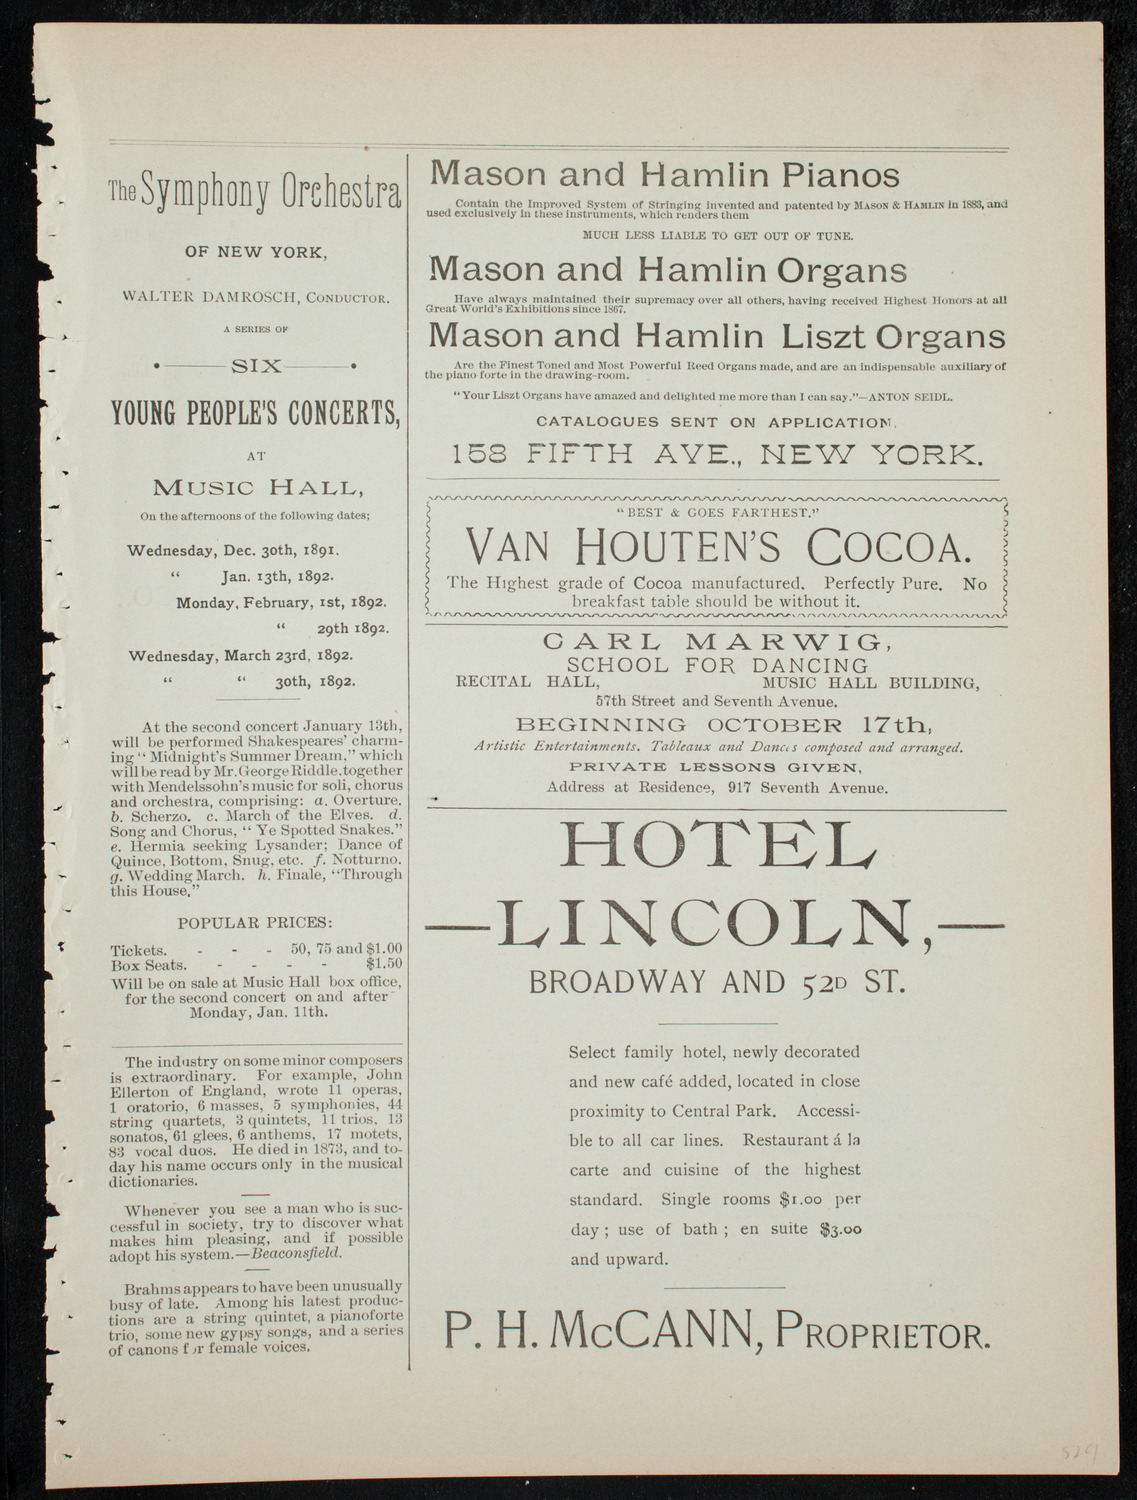 The Symphony Orchestra
OF NEW YORK,
WALTER DAMROSCH, CONDUCTOR.
A SERIES OF
SIX
YOUNG PEOPLE'S CONCERTS,
AT
MUSIC HALL,
On the afternoons of the following dates;
Wednesday, Dec. 30th, 1891.
“ Jan. 13th, 1892.
Monday, February, 1st, 1892.
“ 29th 1892.
Wednesday, March 23rd, 1892.
“ “ 30th, 1892.
At the second concert January 13th,
will be performed Shakespeares' charm-
ing “ Midnight's Summer Dream,” which
will be read by Mr. George Riddle, together
with Mendelssohn's music for soli, chorus
and orchestra, comprising: a. Overture.
b. Scherzo. c. March of the Elves. d.
Song and Chorus, “ Ye Spotted Snakes.”
e. Hermia seeking Lysander; Dance of
Quince, Bottom, Snug, etc. f. Notturno.
g. Wedding March. h. Finale, “Through
this House,”
POPULAR PRICES:
Tickets. - - - 50, 75 and $1.00
Box Seats. - - - - $1.50
Will be on sale at Music Hall box office,
for the second concert on and after
Monday, Jan. 11th.
The industry on some minor composers
is extraordinary. For example, John
Ellerton of England, wrote 11 operas,
1 oratorio, 6 masses, 5 symphonies, 44
string quartets, 3 quintets, 11 trios, 13
sonatos, 61 glees, 6 anthems, 17 motets,
83 vocal duos. He died in 1873, and to-
day his name occurs only in the musical
dictionaries.
Whenever you see a man who is suc-
cessful in society, try to discover what
makes him pleasing, and if possible
adopt his system.—Beaconsfield.
Brahms appears to have been unusually
busy of late. Among his latest produc-
tions are a string quintet, a pianoforte
trio, some new gypsy songs, and a series
of canons for female voices.
Mason and Hamlin Pianos
Contain the Improved System of Stringing invented and patented by MASON & HAMLIN in 1883, and
used exclusively in these instruments, which renders them
MUCH LESS LIABLE TO GET OUT OF TUNE.
Mason and Hamlin Organs
Have always maintained their supremacy over all others, having received Highest Honors at all
Great World's Exhibitions since 1867.
Mason and Hamlin Liszt Organs
Are the Finest Toned and Most Powerful Reed Organs made, and are an indispensable auxiliary of
the piano forte in the drawing-room.
“Your Liszt Organs have amazed and delighted me more than I can say.”—ANTON SEIDL.
CATALOGUES SENT ON APPLICATION.
158 FIFTH AVE., NEW YORK.
“BEST & GOES FARTHEST.”
VAN HOUTEN'S COCOA.
The Highest grade of Cocoa manufactured. Perfectly Pure. No
breakfast table should be without it.
CARL MARWIG,
SCHOOL FOR DANCING
RECITAL HALL, MUSIC HALL BUILDING,
57th Street and Seventh Avenue.
BEGINNING OCTOBER 17th,
Artistic Entertainments. Tableaux and Dances composed and arranged.
PRIVATE LESSONS GIVEN,
Address at Residence, 917 Seventh Avenue.
HOTEL
—LINCOLN,—
BROADWAY AND 52D ST.
Select family hotel, newly decorated
and new café added, located in close
proximity to Central Park. Accessi-
ble to all car lines. Restaurant á la
carte and cuisine of the highest
standard. Single rooms $1.00 per
day ; use of bath ; en suite $3.00
and upward.
P. H. MCCANN, PROPRIETOR.
529